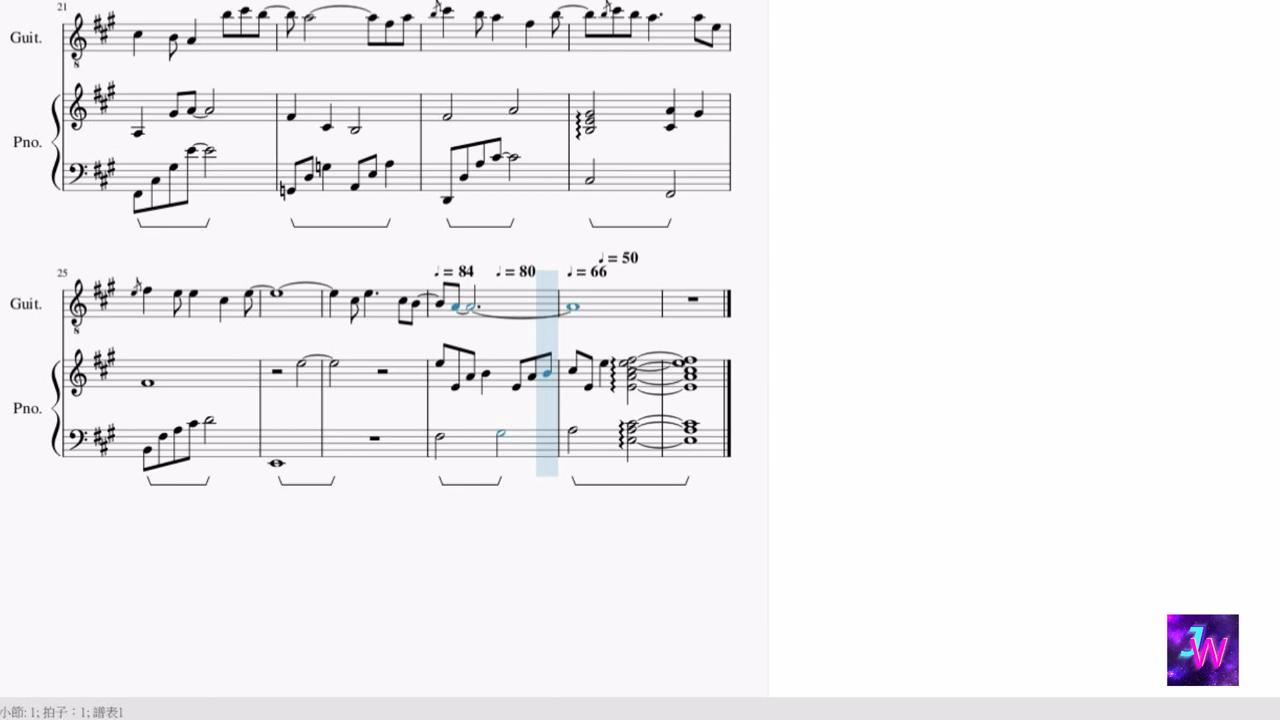 21
Guit.
Pno.
25
♩ = 84 ♩ = 80 ♩ = 66 ♩ = 50
Guit.
Pno.
JW
小節: 1; 拍子：1; 譜表1